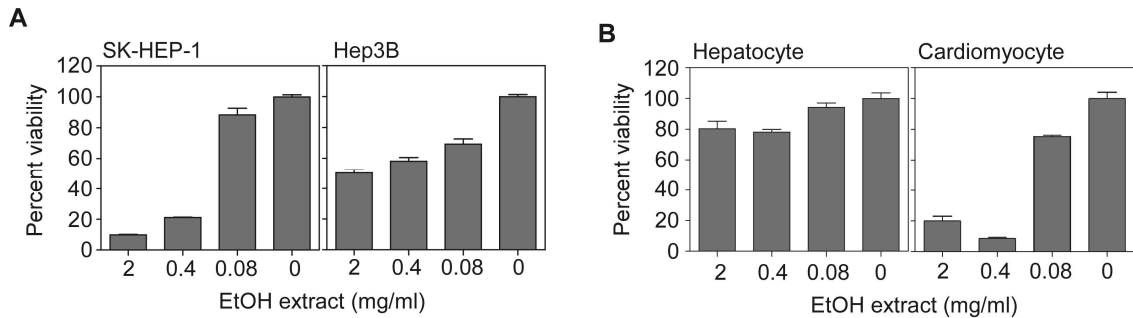 A
SK-HEP-1
Hep3B
Percent viability
120
100
80
60
40
20
0
2 0.4 0.08 0 2 0.4 0.08 0
EtOH extract (mg/ml)
B
Hepatocyte
Cardiomyocyte
Percent viability
120
100
80
60
40
20
0
2 0.4 0.08 0 2 0.4 0.08 0
EtOH extract (mg/ml)